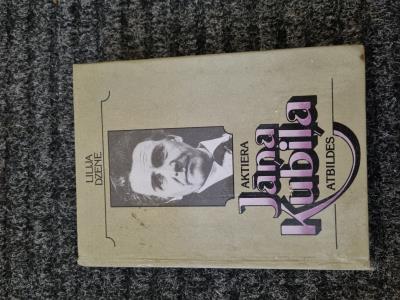 LILIJA
DZENE
AKTIERA
Jāņa
Kubiļa
ATBILDES